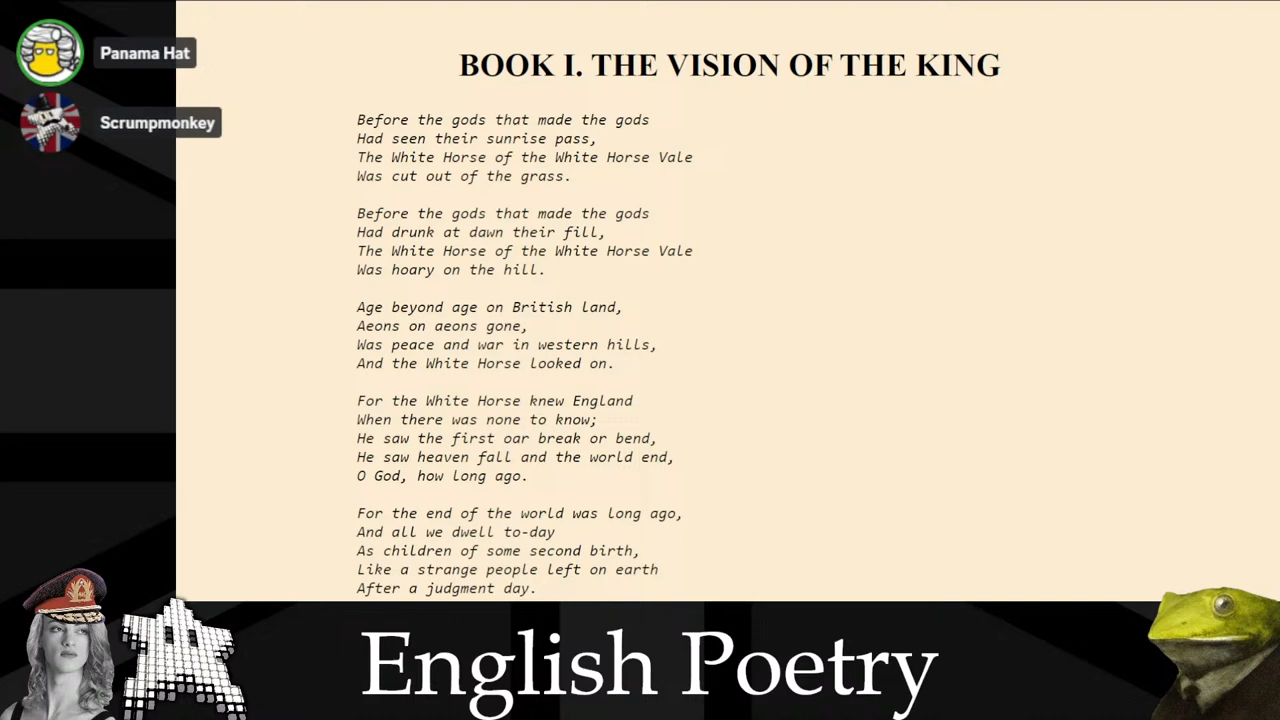 Panama Hat
Scrumpmonkey
BOOK I. THE VISION OF THE KING
Before the gods that made the gods
Had seen their sunrise pass,
The White Horse of the White Horse Vale
Was cut out of the grass.
Before the gods that made the gods
Had drunk at dawn their fill,
The White Horse of the White Horse Vale
Was hoary on the hill.
Age beyond age on British land,
Aeons on aeons gone,
Was peace and war in western hills,
And the White Horse looked on.
For the White Horse knew England
When there was none to know;
He saw the first oar break or bend,
He saw heaven fall and the world end,
O God, how long ago.
For the end of the world was long ago,
And all we dwell to-day
As children of some second birth,
Like a strange people left on earth
After a judgment day.
English Poetry